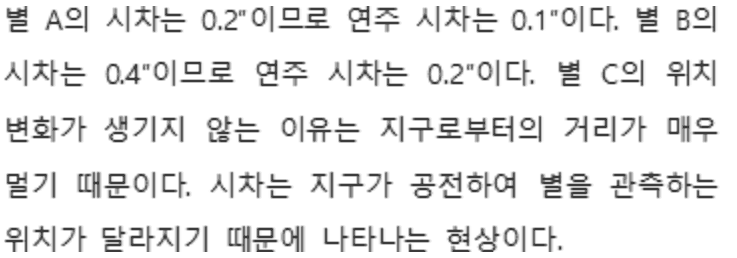 별 A의 시차는 0.2"이므로 연주 시차는 0.1"이다. 별 B의
시차는 0.4"이므로 연주 시차는 0.2"이다. 별 C의 위치
변화가 생기지 않는 이유는 지구로부터의 거리가 매우
멀기 때문이다. 시차는 지구가 공전하여 별을 관측하는
위치가 달라지기 때문에 나타나는 현상이다.